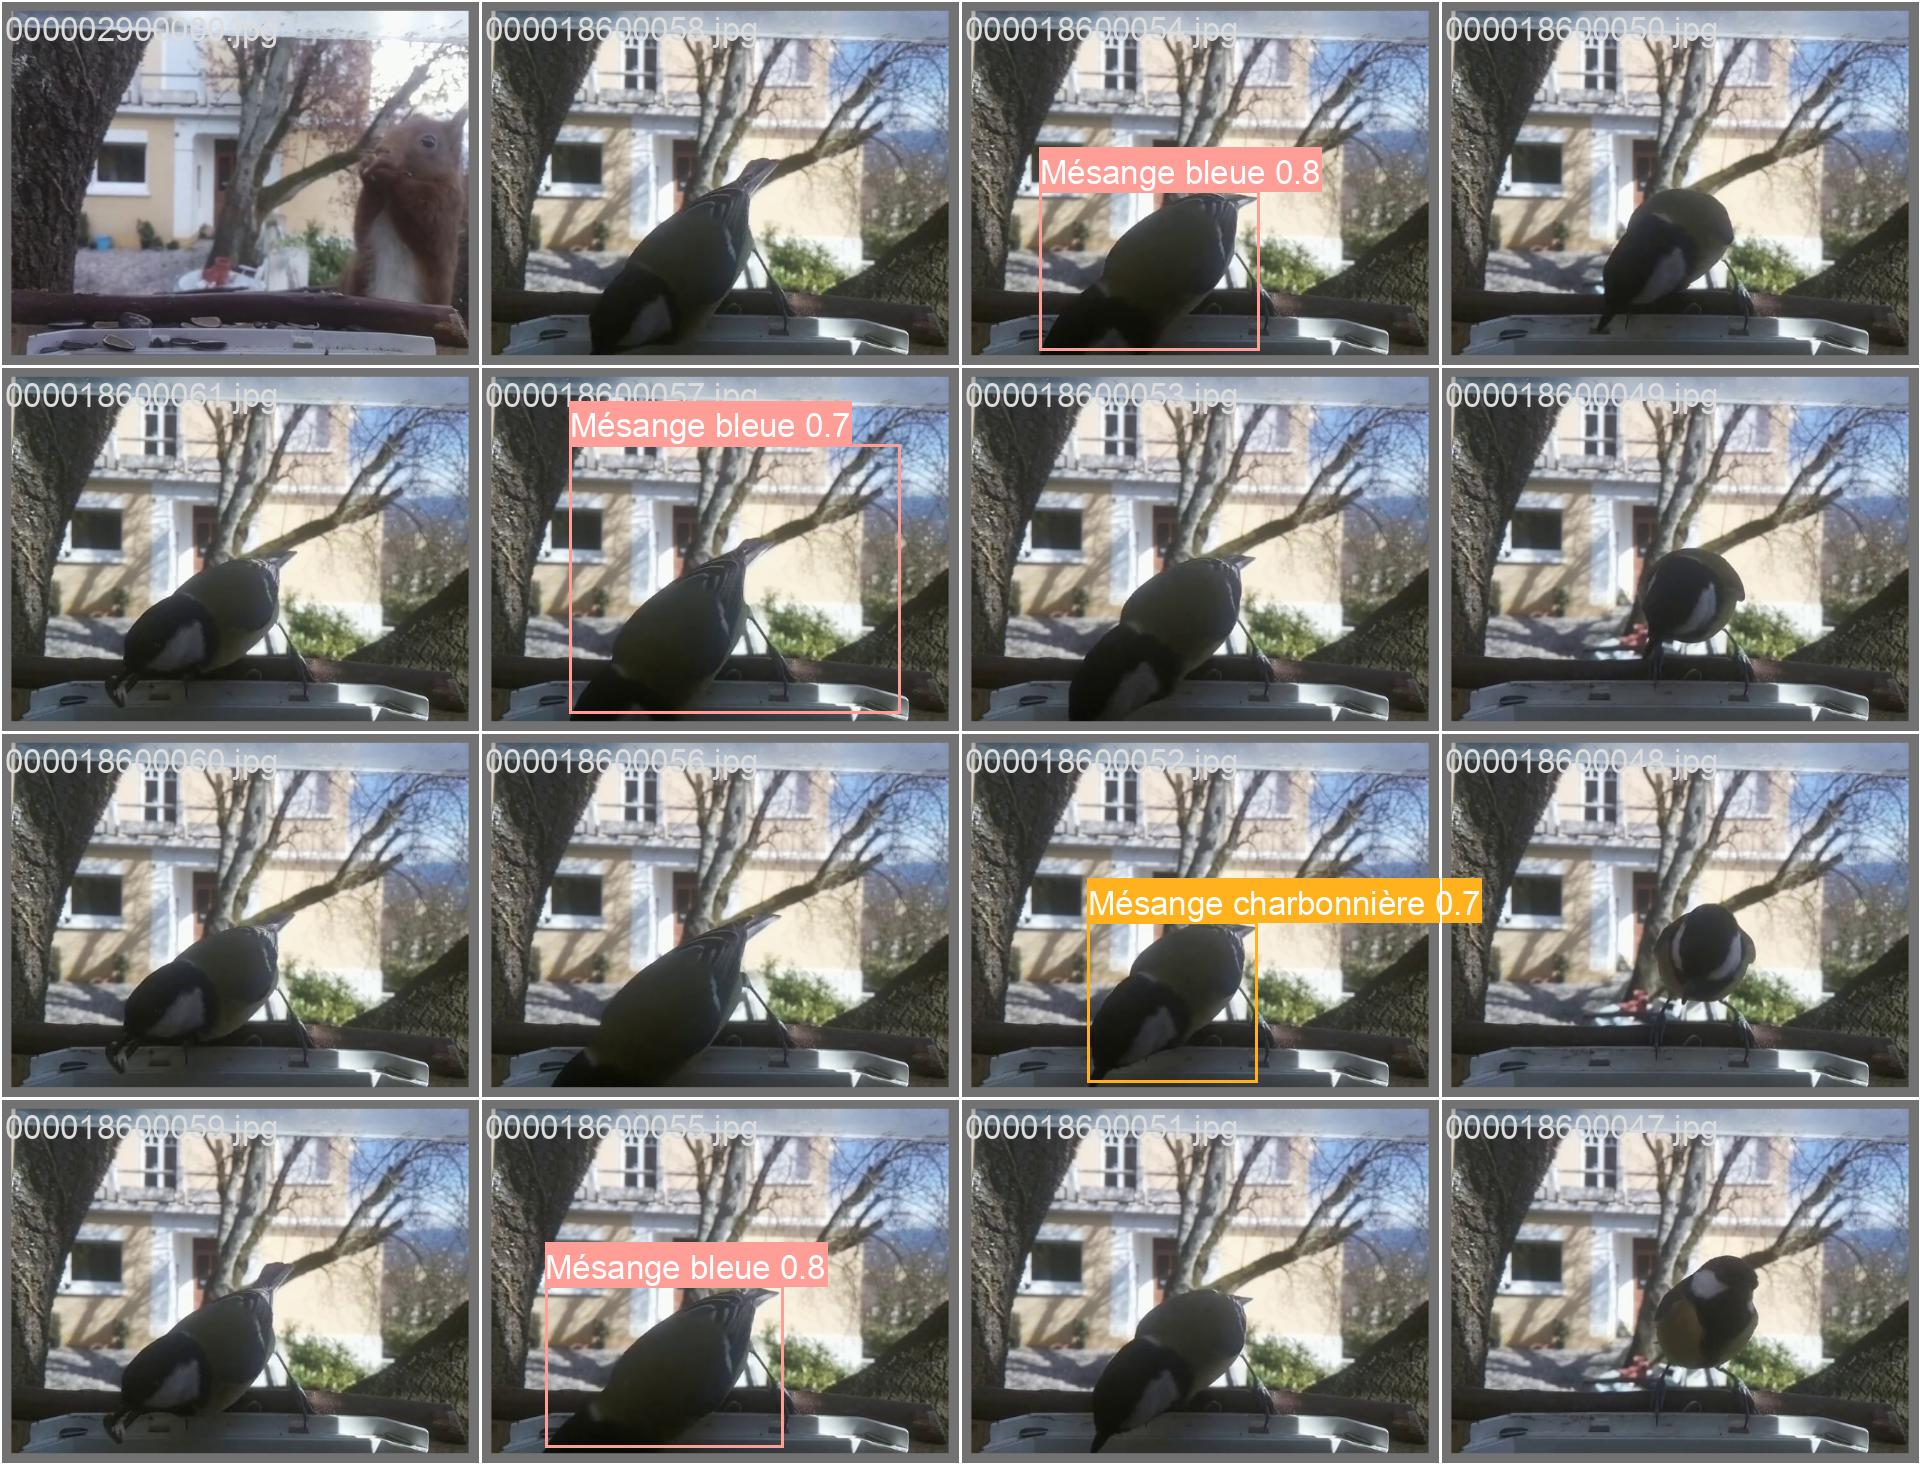 000002900000.jpg
000018600058.jpg
000018600054.jpg
000018600050.jpg
Mésange bleue 0.8
000018600061.jpg
000018600057.jpg
000018600053.jpg
000018600049.jpg
Mésange bleue 0.7
000018600060.jpg
000018600056.jpg
000018600052.jpg
000018600048.jpg
Mésange charbonnière 0.7
000018600059.jpg
000018600055.jpg
000018600051.jpg
000018600047.jpg
Mésange bleue 0.8